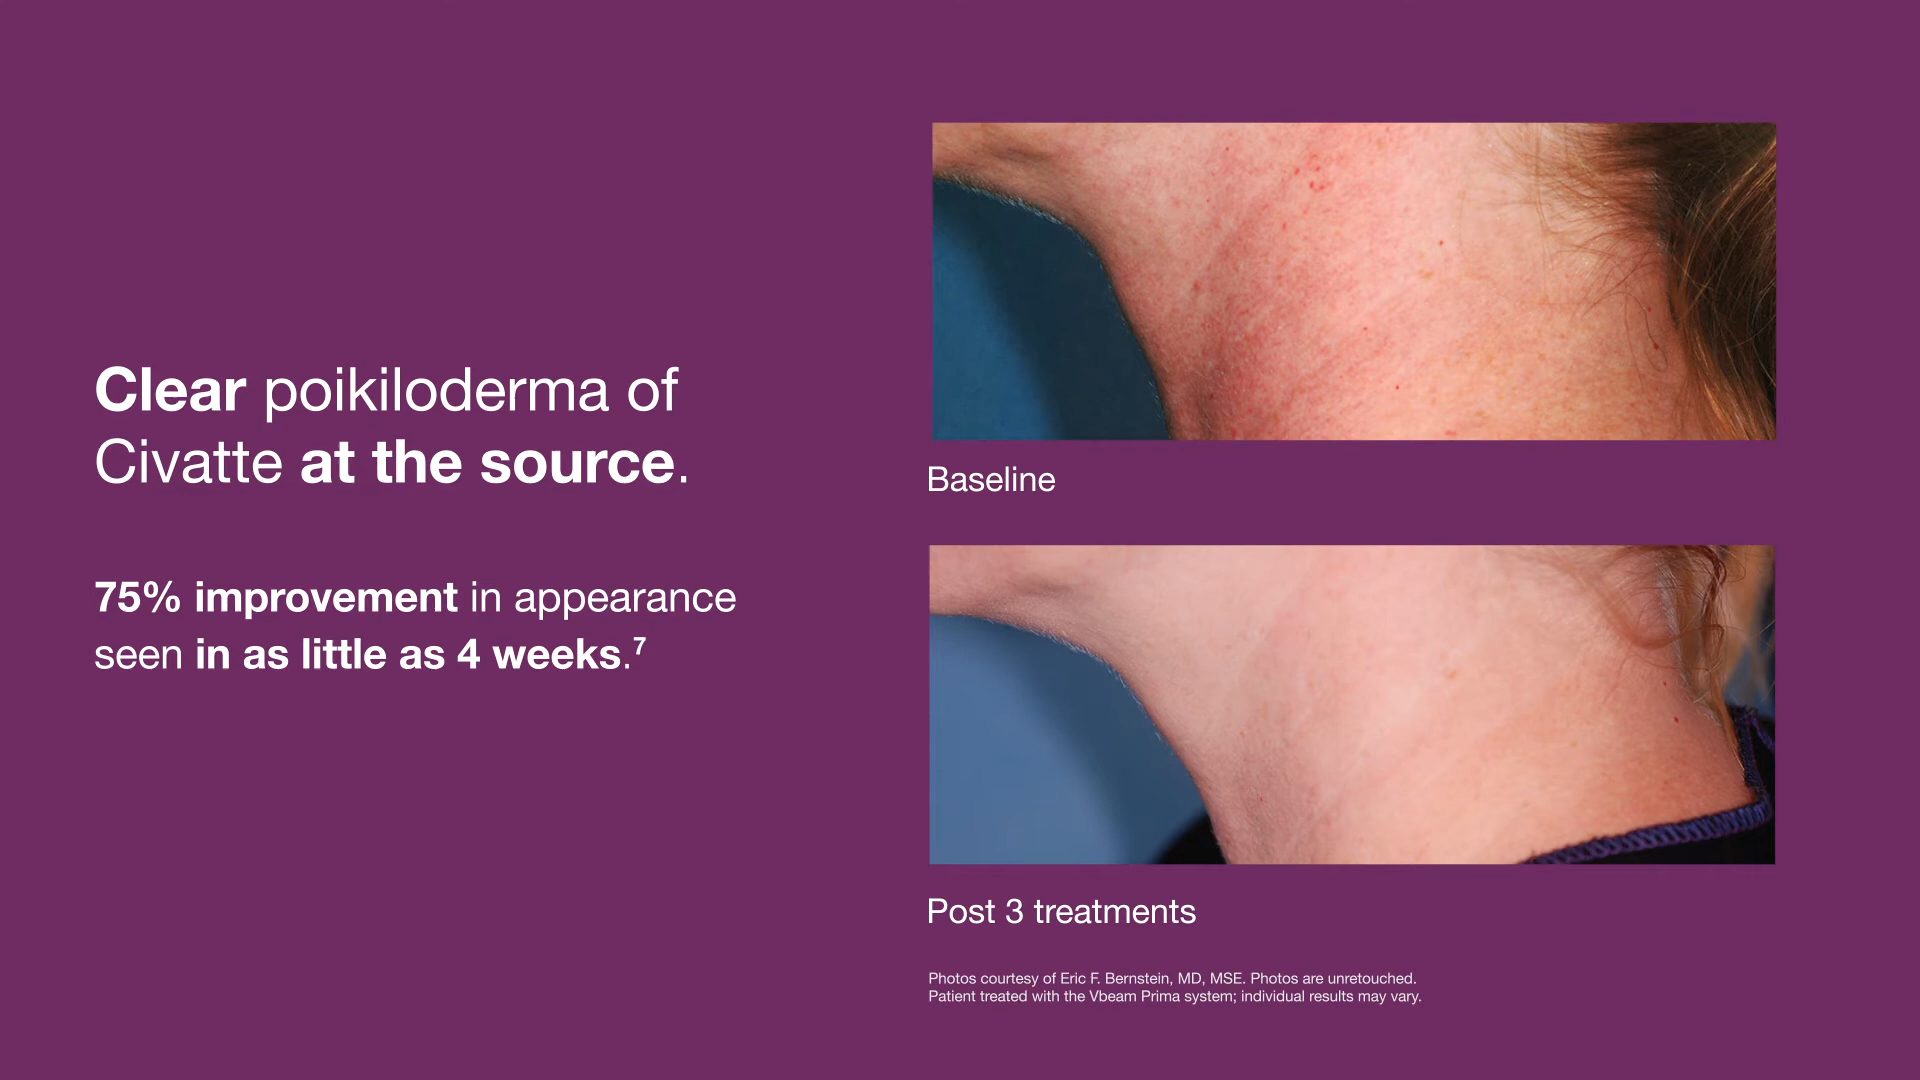 Clear poikiloderma of
Civatte at the source.
75% improvement in appearance
seen in as little as 4 weeks.⁷
Baseline
Post 3 treatments
Photos courtesy of Eric F. Bernstein, MD, MSE. Photos are unretouched.
Patient treated with the Vbeam Prima system; individual results may vary.